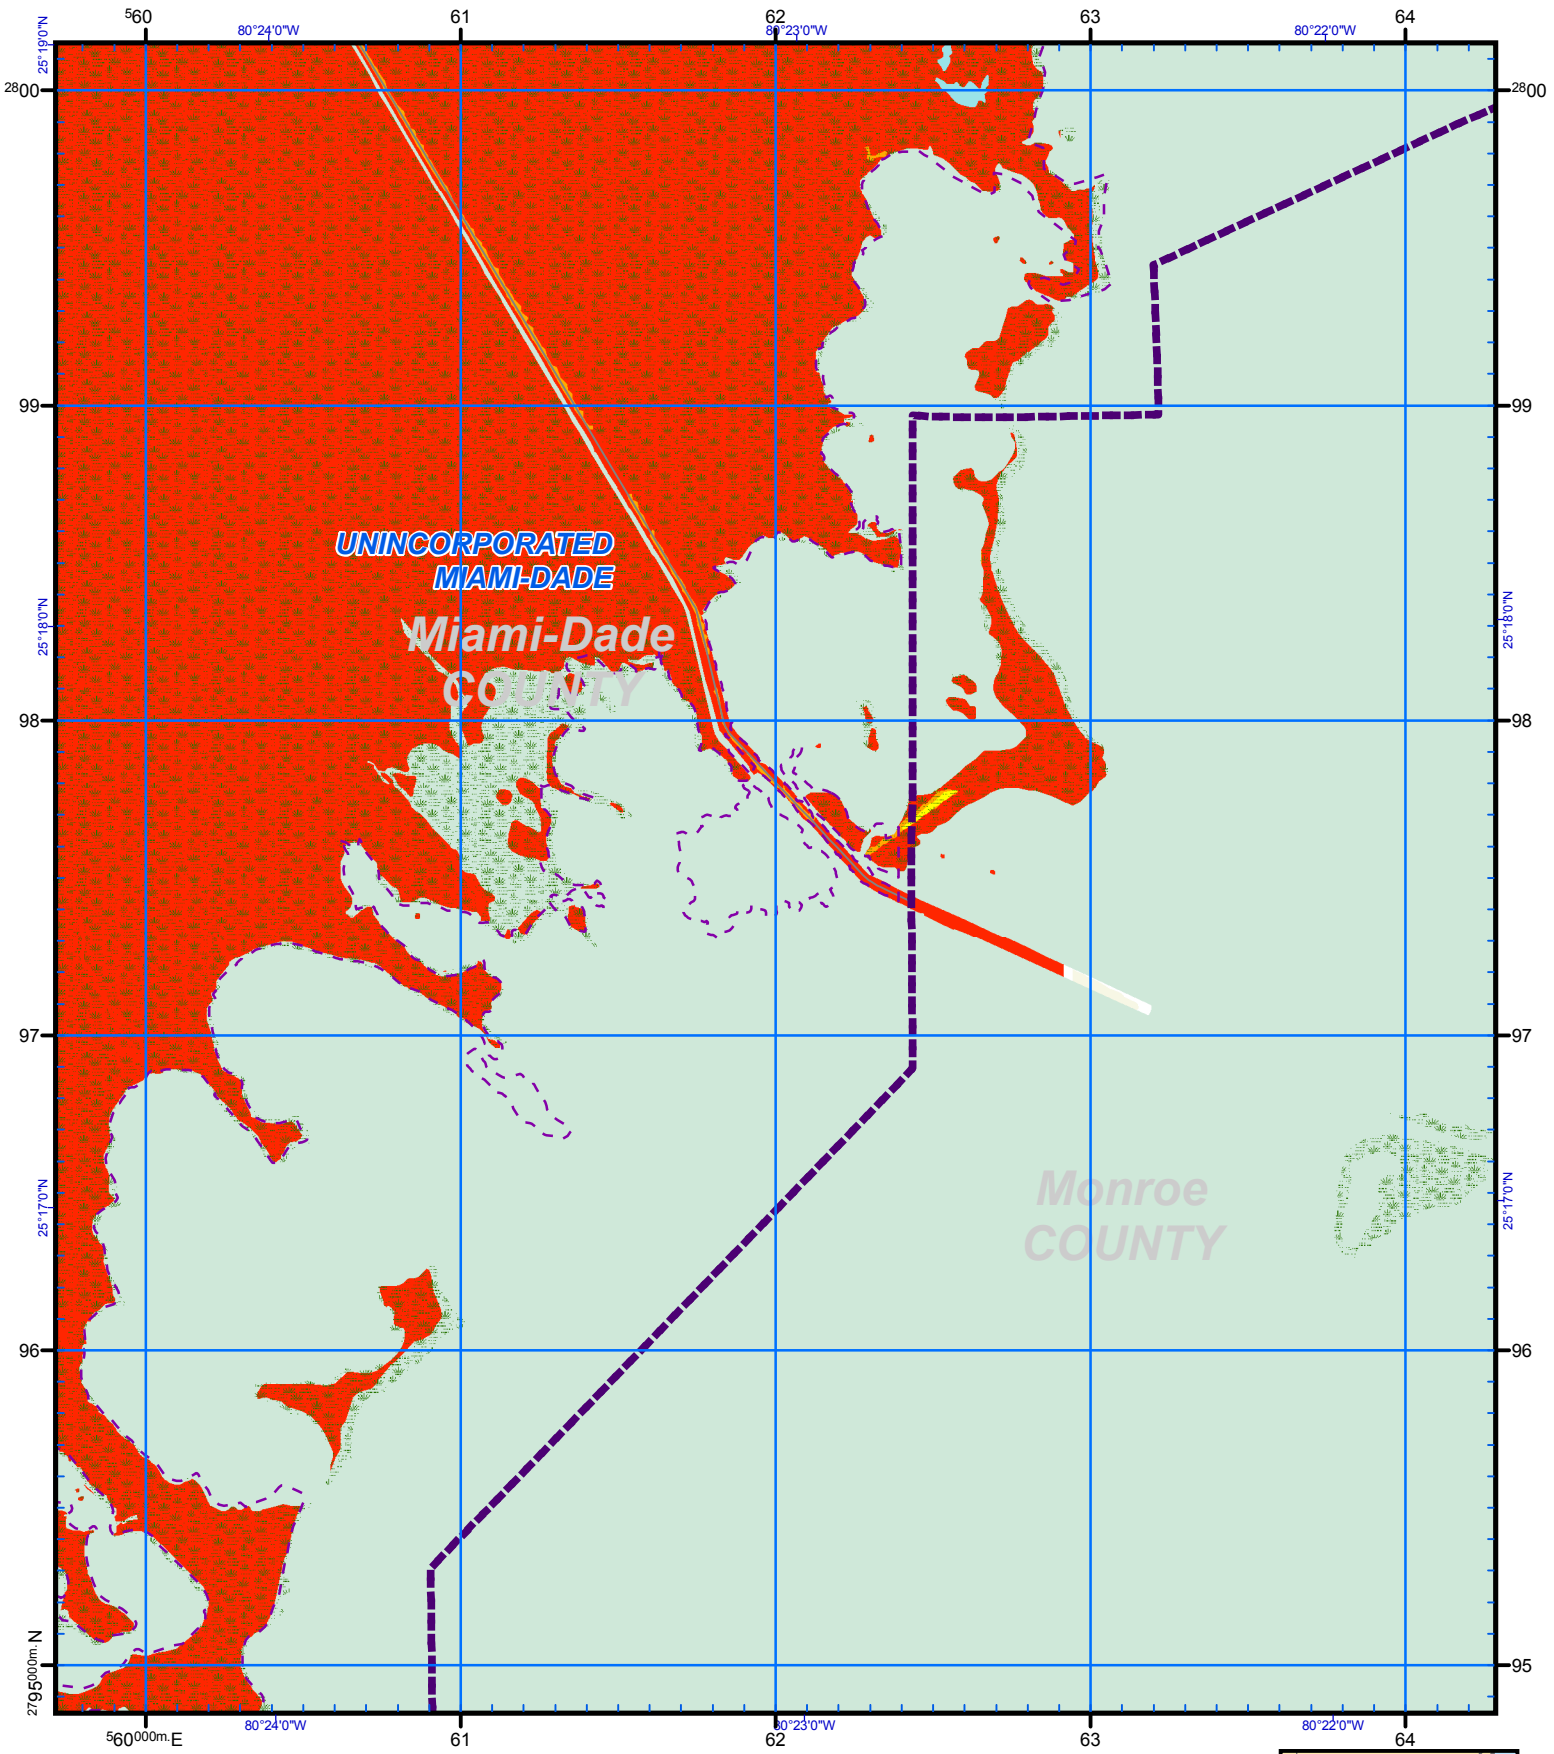 560 61 62 63 64
80°24'0"W 80°23'0"W 80°22'0"W
25°19'0"N
2800 2800
99 99
UNINCORPORATED
MIAMI-DADE
25°18'0"N 25°18'0"N
Miami-Dade
COUNTY
98 98
97 97
Monroe
COUNTY
25°17'0"N 25°17'0"N
96 96
2795000m. N 95
80°24'0"W 80°23'0"W 80°22'0"W
560000m. E 61 62 63 64